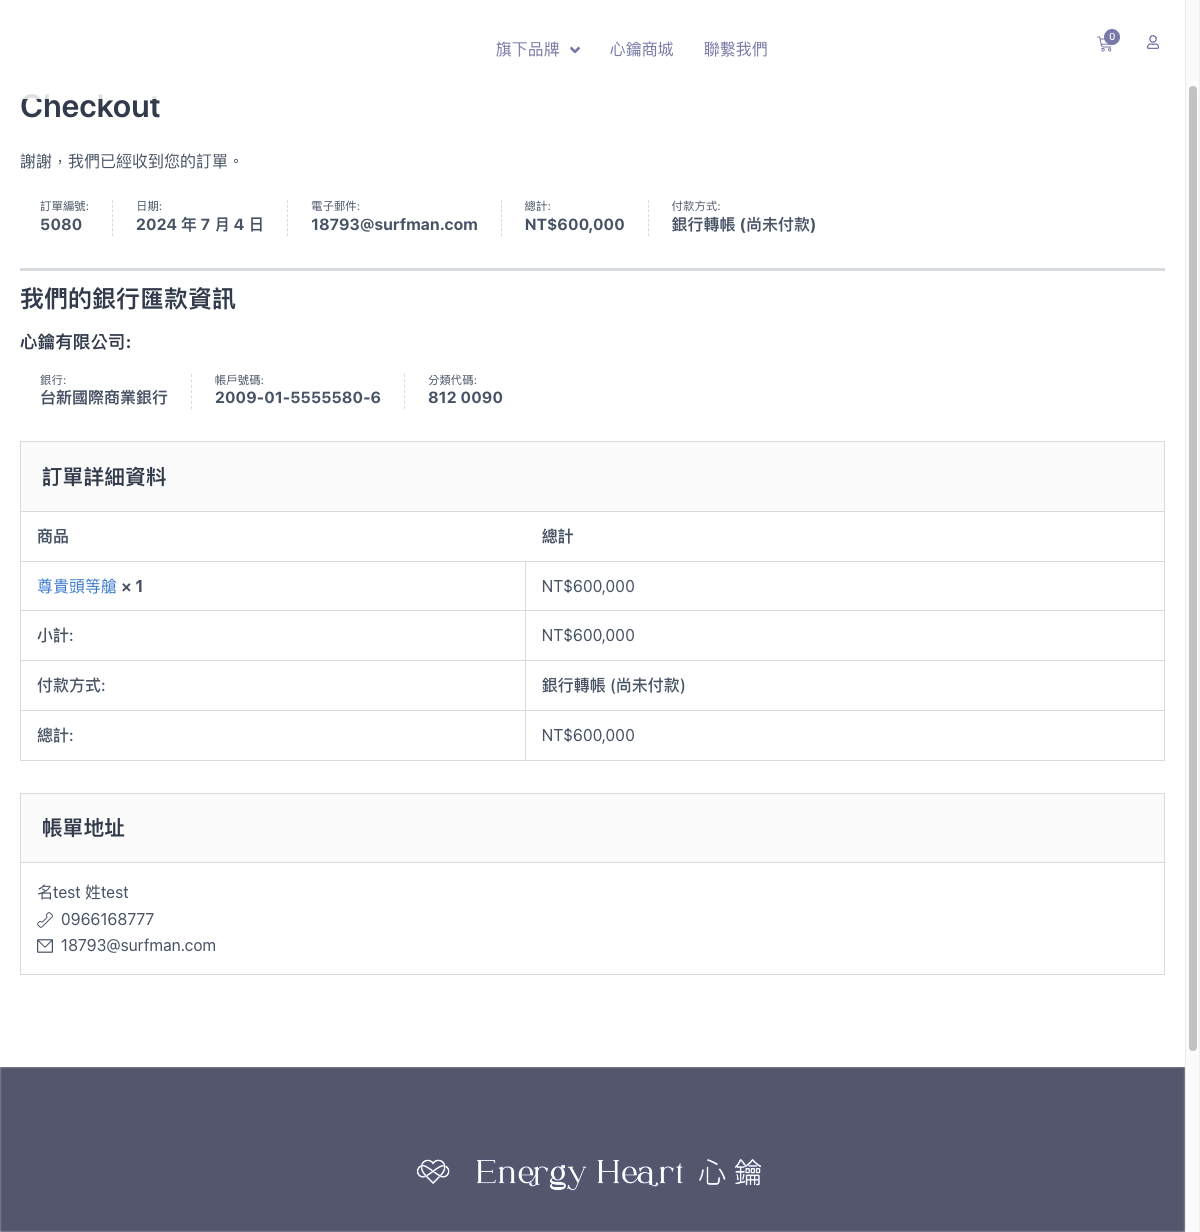 旗下品牌 心鑰商城 聯繫我們 0
Checkout
謝謝，我們已經收到您的訂單。
訂單編號: 日期: 電子郵件: 總計: 付款方式:
5080 2024 年 7 月 4 日 18793@surfman.com NT$600,000 銀行轉帳 (尚未付款)
我們的銀行匯款資訊
心鑰有限公司:
銀行: 帳戶號碼: 分類代碼:
台新國際商業銀行 2009-01-5555580-6 812 0090
訂單詳細資料
商品 總計
尊貴頭等艙 × 1 NT$600,000
小計: NT$600,000
付款方式: 銀行轉帳 (尚未付款)
總計: NT$600,000
帳單地址
名test 姓test
0966168777
18793@surfman.com
Energy Heart 心鑰